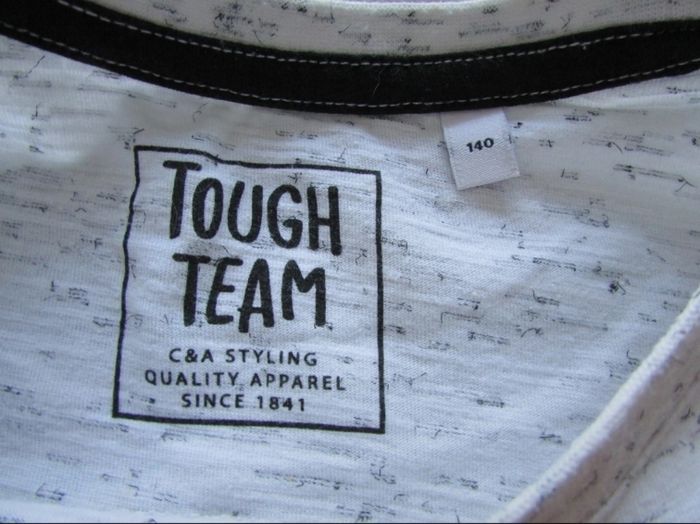 140
TOUGH
TEAM
C&A STYLING
QUALITY APPAREL
SINCE 1841